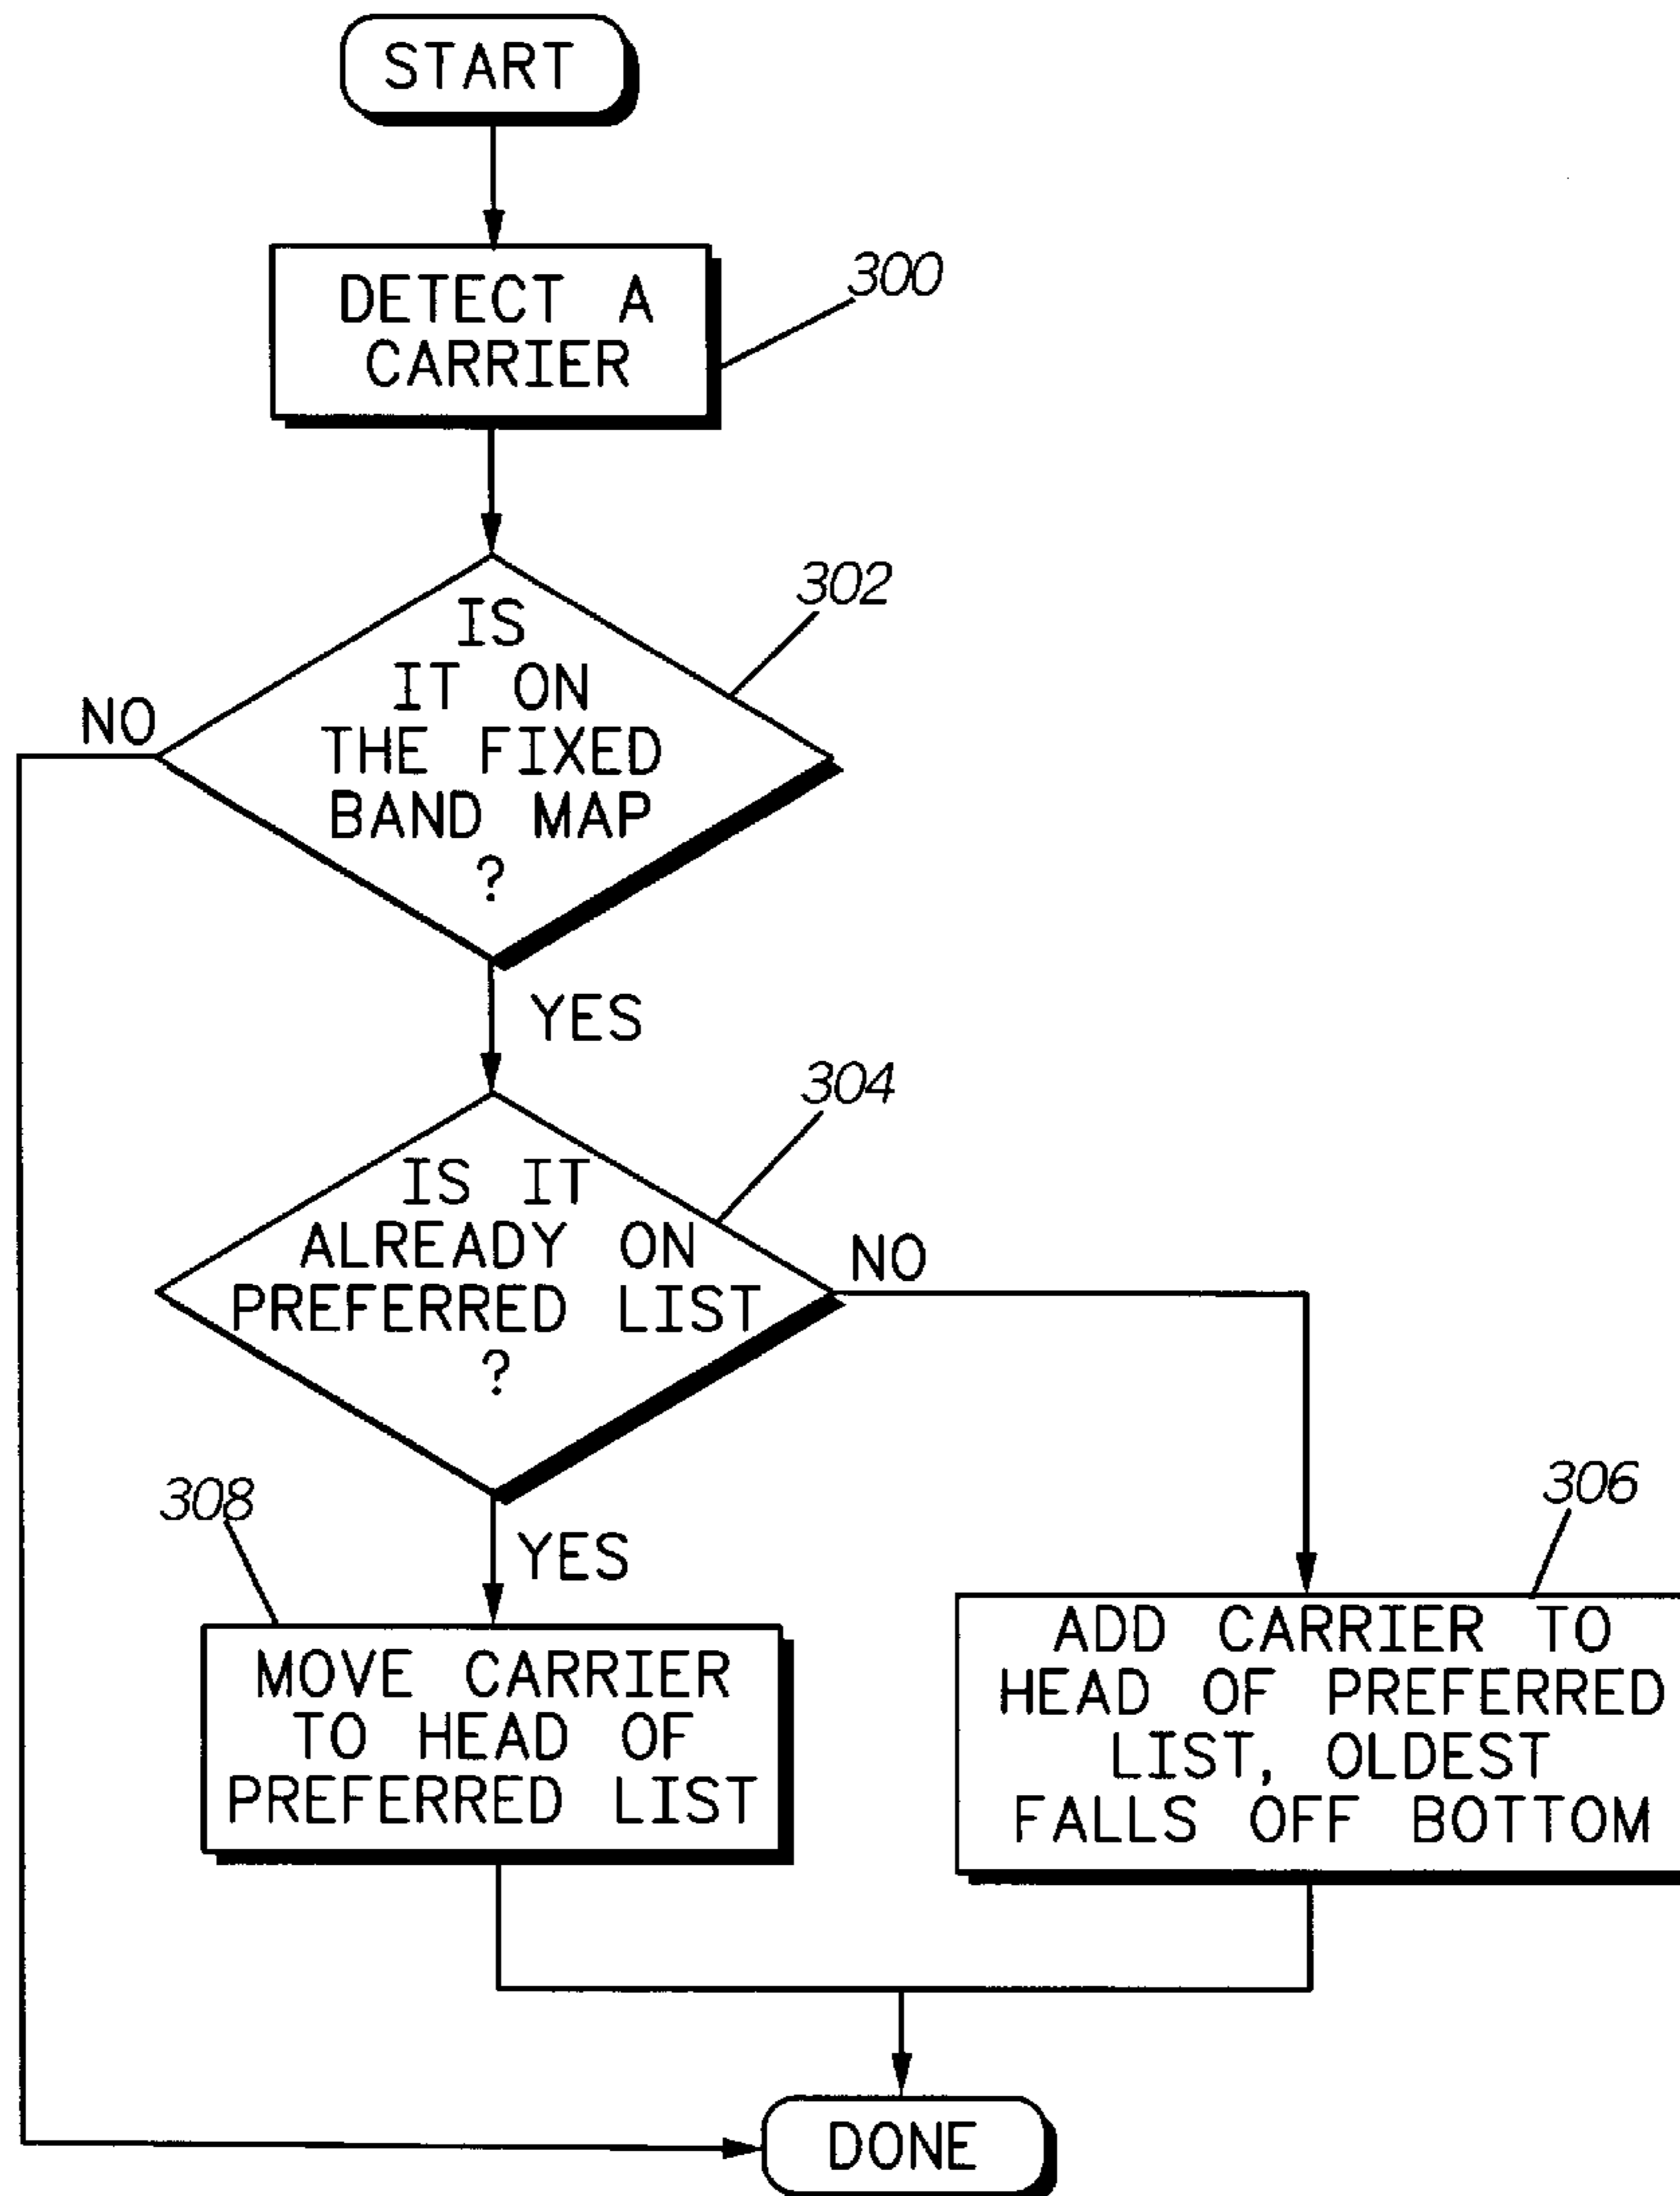 START
DETECT A
CARRIER
300
302
IS
IT ON
THE FIXED
BAND MAP
?
NO
YES
304
IS IT
ALREADY ON
PREFERRED LIST
?
NO
YES
308
MOVE CARRIER
TO HEAD OF
PREFERRED LIST
306
ADD CARRIER TO
HEAD OF PREFERRED
LIST, OLDEST
FALLS OFF BOTTOM
DONE